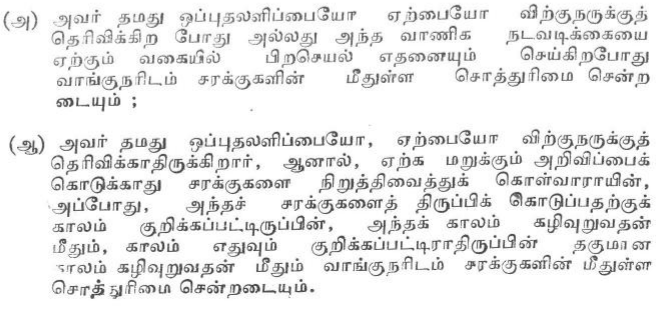 (அ) அவர் தமது ஒப்புதலளிப்பையோ ஏற்பையோ விற்குநருக்குத்
தெரிவிக்கிற போது அல்லது அந்த வாணிக நடவடிக்கையை
ஏற்கும் வகையில் பிறசெயல் எதனையும் செய்கிறபோது
வாங்குநரிடம் சரக்குகளின் மீதுள்ள சொத்துரிமை சென்ற
டையும் ;
(ஆ) அவர் தமது ஒப்புதலளிப்பையோ, ஏற்பையோ விற்குநருக்குத்
தெரிவிக்காதிருக்கிறார், ஆனால், ஏற்க மறுக்கும் அறிவிப்பைக்
கொடுக்காது சரக்குகளை நிறுத்திவைத்துக் கொள்வாராயின்,
அப்போது, அந்தச் சரக்குகளைத் திருப்பிக் கொடுப்பதற்குக்
காலம் குறிக்கப்பட்டிருப்பின், அந்தக் காலம் கழிவுறுவதன்
மீதும், காலம் எதுவும் குறிக்கப்பட்டிராதிருப்பின் தகுமான
காலம் கழிவுறுவதன் மீதும் வாங்குநரிடம் சரக்குகளின் மீதுள்ள
சொத்துரிமை சென்றடையும்.